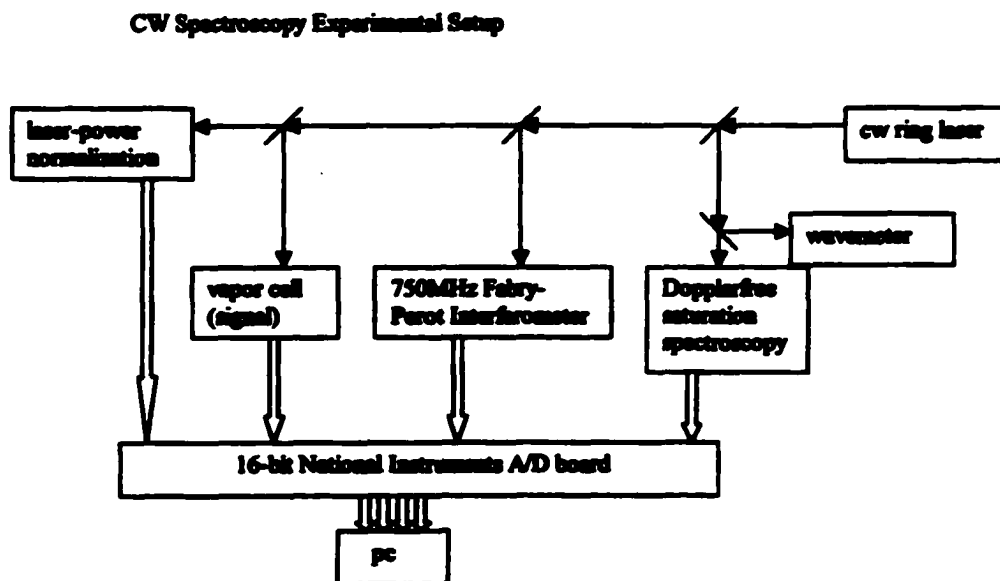 CW Spectroscopy Experimental Setup
laser-power
normalization
cw ring laser
wavemeter
vapor cell
(signal)
750MHz Fabry-
Perot Interferometer
Dopplerfree
saturation
spectroscopy
16-bit National Instruments A/D board
pc